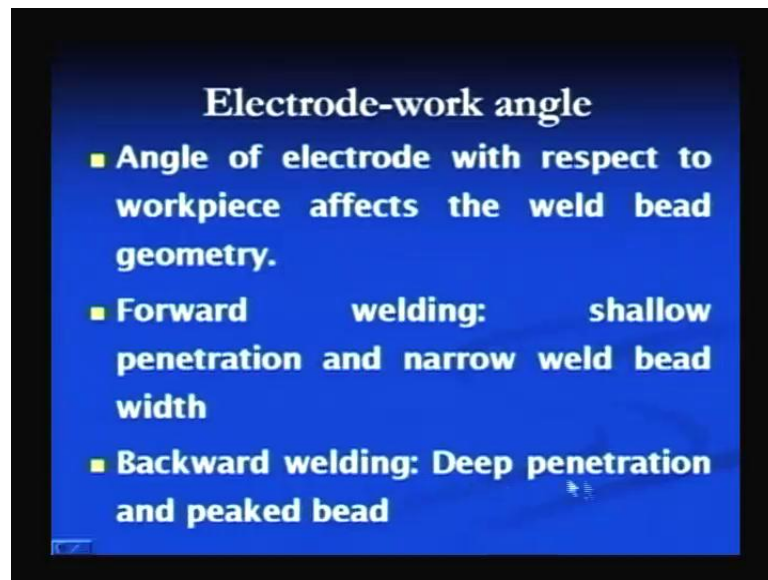 Electrode-work angle
Angle of electrode with respect to
workpiece affects the weld bead
geometry.
Forward welding: shallow
penetration and narrow weld bead
width
Backward welding: Deep penetration
and peaked bead